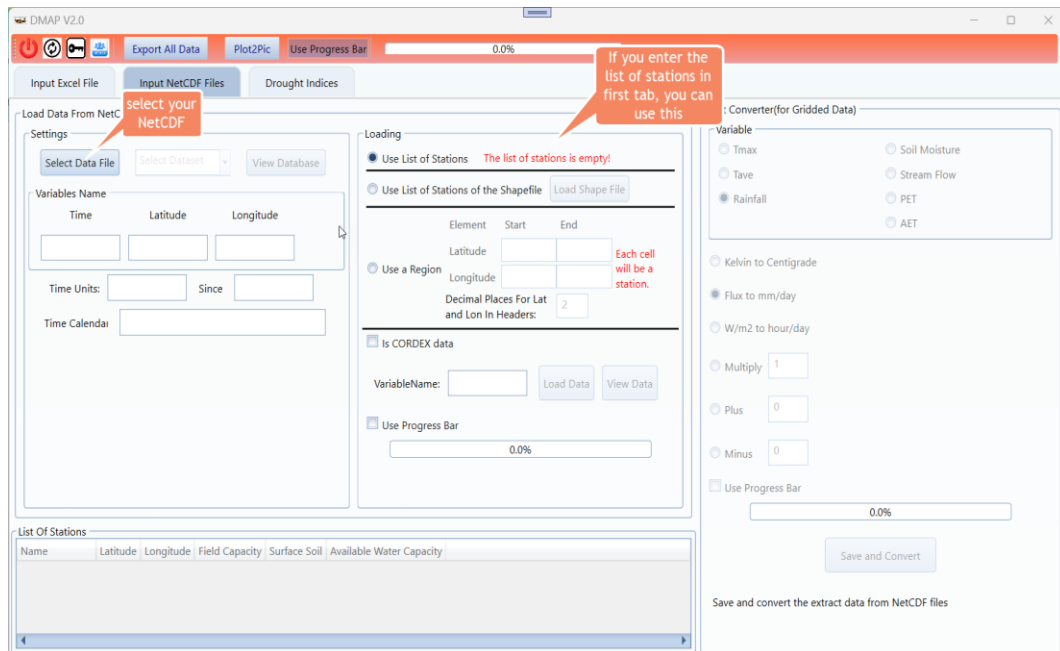 DMAP V2.0
Export All Data
Plot2Pic
Use Progress Bar
0.0%
If you enter the
list of stations in
first tab, you can
use this
Input Excel File
Input NetCDF Files
Drought Indices
select your
NetCDF
Load Data From NetC
Settings
Select Data File
Select Dataset
View Database
Variables Name
Time
Latitude
Longitude
Time Units:
Since
Time Calendar
Loading
Use List of Stations
The list of stations is empty!
Use List of Stations of the Shapefile
Load Shape File
Element Start End
Latitude
Use a Region
Longitude
Each cell
will be a
station.
Decimal Places For Lat
and Lon In Headers:
2
Is CORDEX data
VariableName:
Load Data
View Data
Use Progress Bar
0.0%
Converter(for Gridded Data)
Variable
Tmax
Soil Moisture
Tave
Stream Flow
Rainfall
PET
AET
Kelvin to Centigrade
Flux to mm/day
W/m2 to hour/day
Multiply 1
Plus 0
Minus 0
Use Progress Bar
0.0%
Save and Convert
Save and convert the extract data from NetCDF files
List Of Stations
Name Latitude Longitude Field Capacity Surface Soil Available Water Capacity